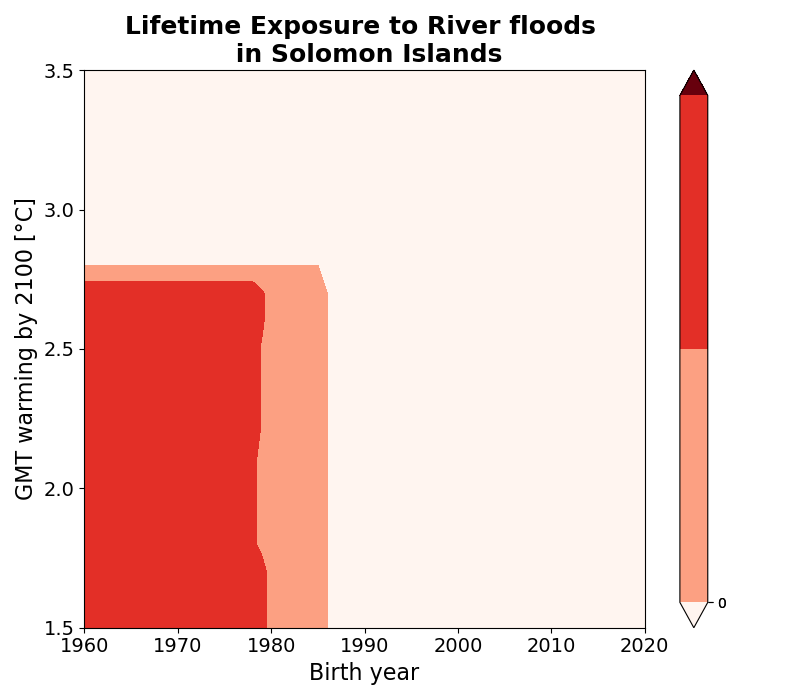 Lifetime Exposure to River floods
in Solomon Islands
3.5
3.0
2.5
2.0
1.5
GMT warming by 2100 [°C]
1960 1970 1980 1990 2000 2010 2020
Birth year
0